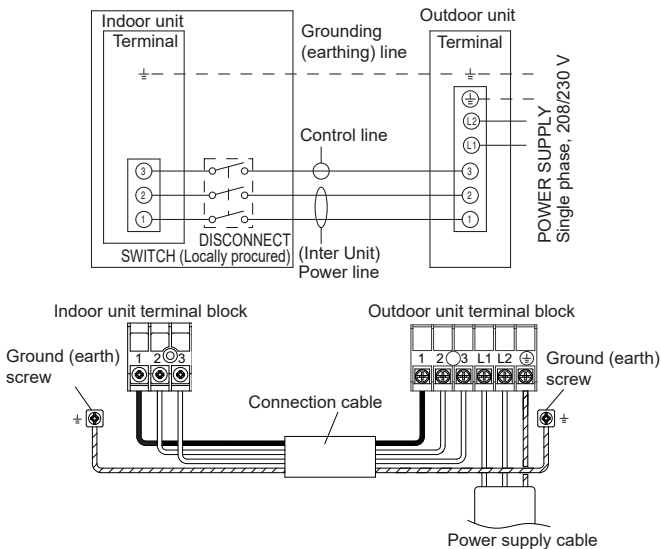 Indoor unit
Terminal
Grounding
(earthing) line
Outdoor unit
Terminal
L2
L1
Control line
3
2
1
3
2
1
DISCONNECT
SWITCH (Locally procured)
(Inter Unit)
Power line
POWER SUPPLY
Single phase, 208/230 V
Indoor unit terminal block
Outdoor unit terminal block
1 2 3
1 2 3 L1 L2
Ground (earth)
screw
Ground (earth)
screw
Connection cable
Power supply cable